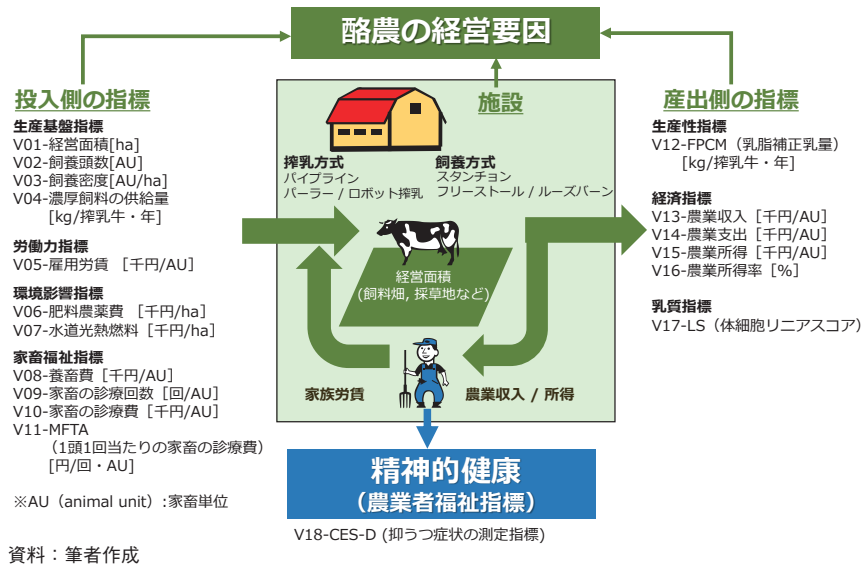 酪農の経営要因
投入側の指標
生産基盤指標
V01-経営面積[ha]
V02-飼養頭数[AU]
V03-飼養密度[AU/ha]
V04-濃厚飼料の供給量
[kg/搾乳牛・年]
労働力指標
V05-雇用労賃 [千円/AU]
環境影響指標
V06-肥料農薬費 [千円/ha]
V07-水道光熱燃料[千円/ha]
家畜福祉指標
V08-養畜費[千円/AU]
V09-家畜の診療回数[回/AU]
V10-家畜の診療費[千円/AU]
V11-MFTA
(1頭1回当たりの家畜の診療費)
[円/回・AU]
※AU(animal unit):家畜単位
施設
搾乳方式
パイプライン
パーラー / ロボット搾乳
飼養方式
スタンチョン
フリーストール / ルーズバーン
経営面積
(飼料畑, 採草地など)
家族労賃
農業収入 / 所得
産出側の指標
生産性指標
V12-FPCM(乳脂補正乳量)
[kg/搾乳牛・年]
経済指標
V13-農業収入[千円/AU]
V14-農業支出[千円/AU]
V15-農業所得[千円/AU]
V16-農業所得率[%]
乳質指標
V17-LS(体細胞リニアスコア)
精神的健康
(農業者福祉指標)
V18-CES-D (抑うつ症状の測定指標)
資料:筆者作成